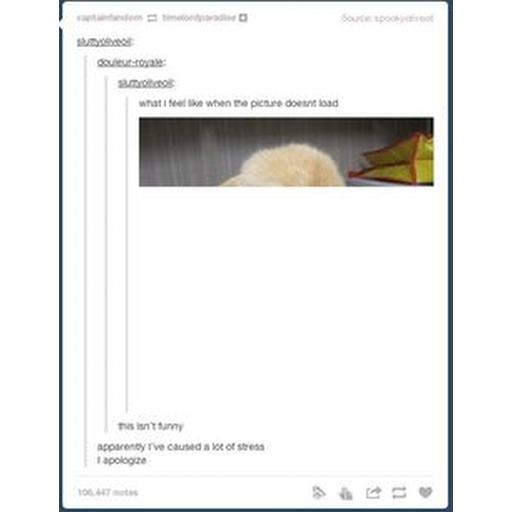 captainfandom timelordparadise
Source: spookyoliveoil
sluttyoliveoil:
douleur-royale:
sluttyoliveoil:
what i feel like when the picture doesnt load
this isn't funny
apparently I've caused a lot of stress
I apologize
106,447 notes